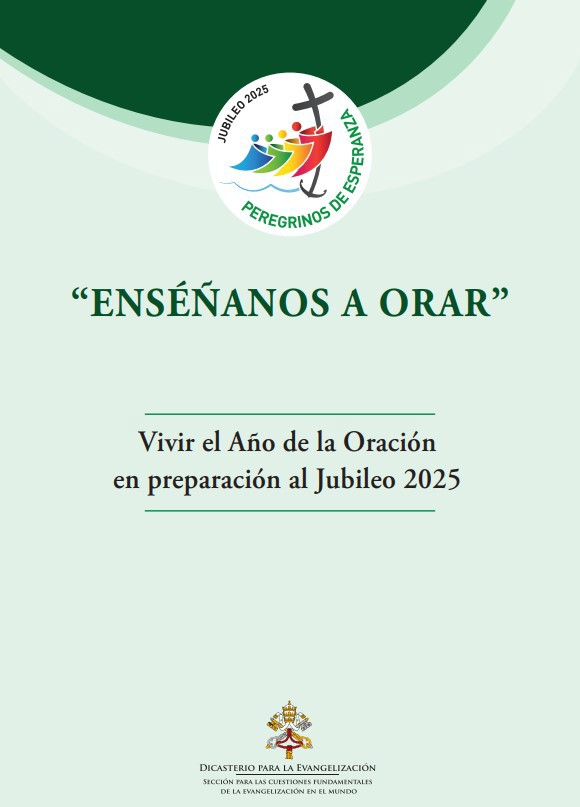 JUBILEO 2025
PEREGRINOS DE ESPERANZA
“ENSÉÑANOS A ORAR”
Vivir el Año de la Oración
en preparación al Jubileo 2025
Dicasterio para la Evangelización
Sección para las cuestiones fundamentales
de la evangelización en el mundo